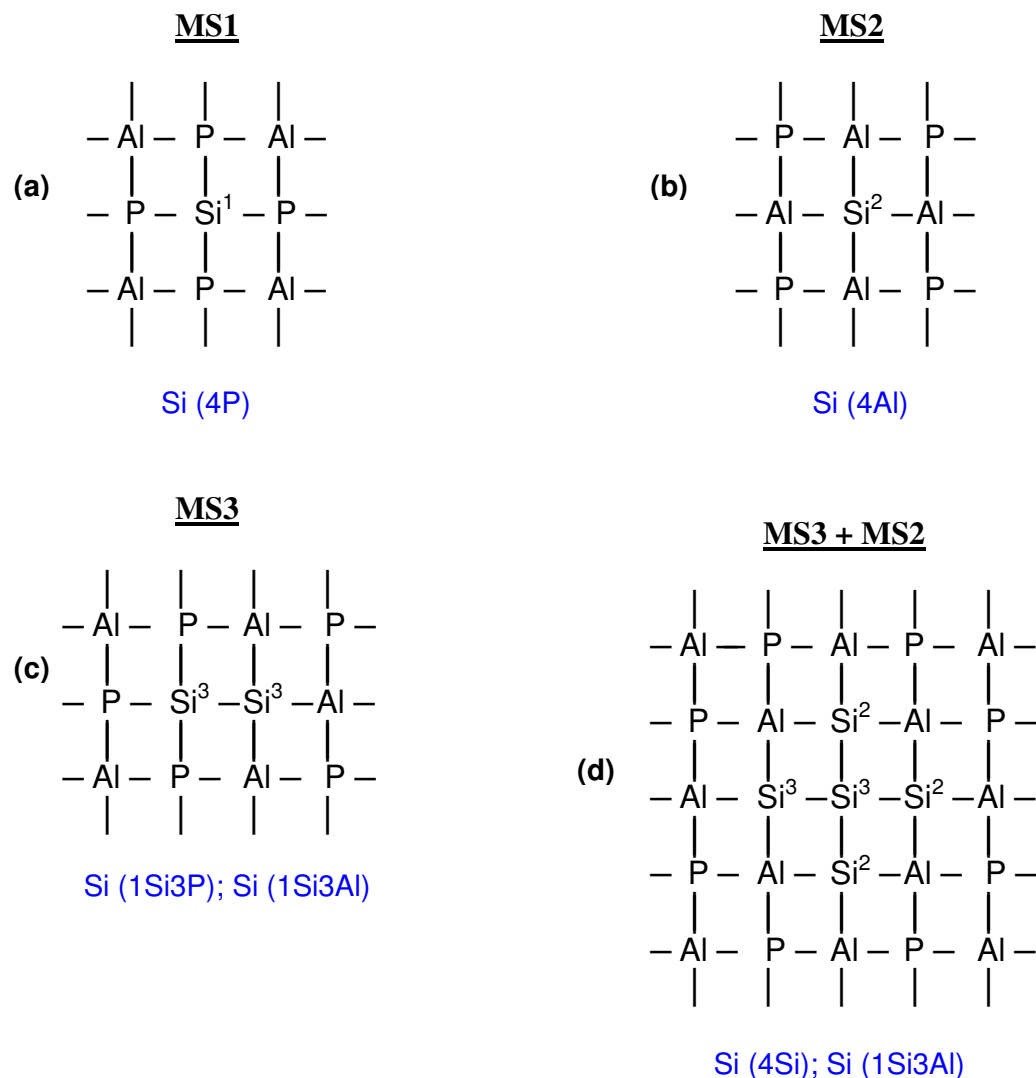 MS1
Al P Al
(a) P Si¹ P
Al P Al
Si (4P)
MS2
P Al P
(b) Al Si² Al
P Al P
Si (4Al)
MS3
Al P Al P
(c) P Si³ Si³ Al
Al P Al P
Si (1Si3P); Si (1Si3Al)
MS3 + MS2
Al P Al P Al
P Al Si² Al P
(d) Al Si³ Si³ Si² Al
P Al Si² Al P
Al P Al P Al
Si (4Si); Si (1Si3Al)